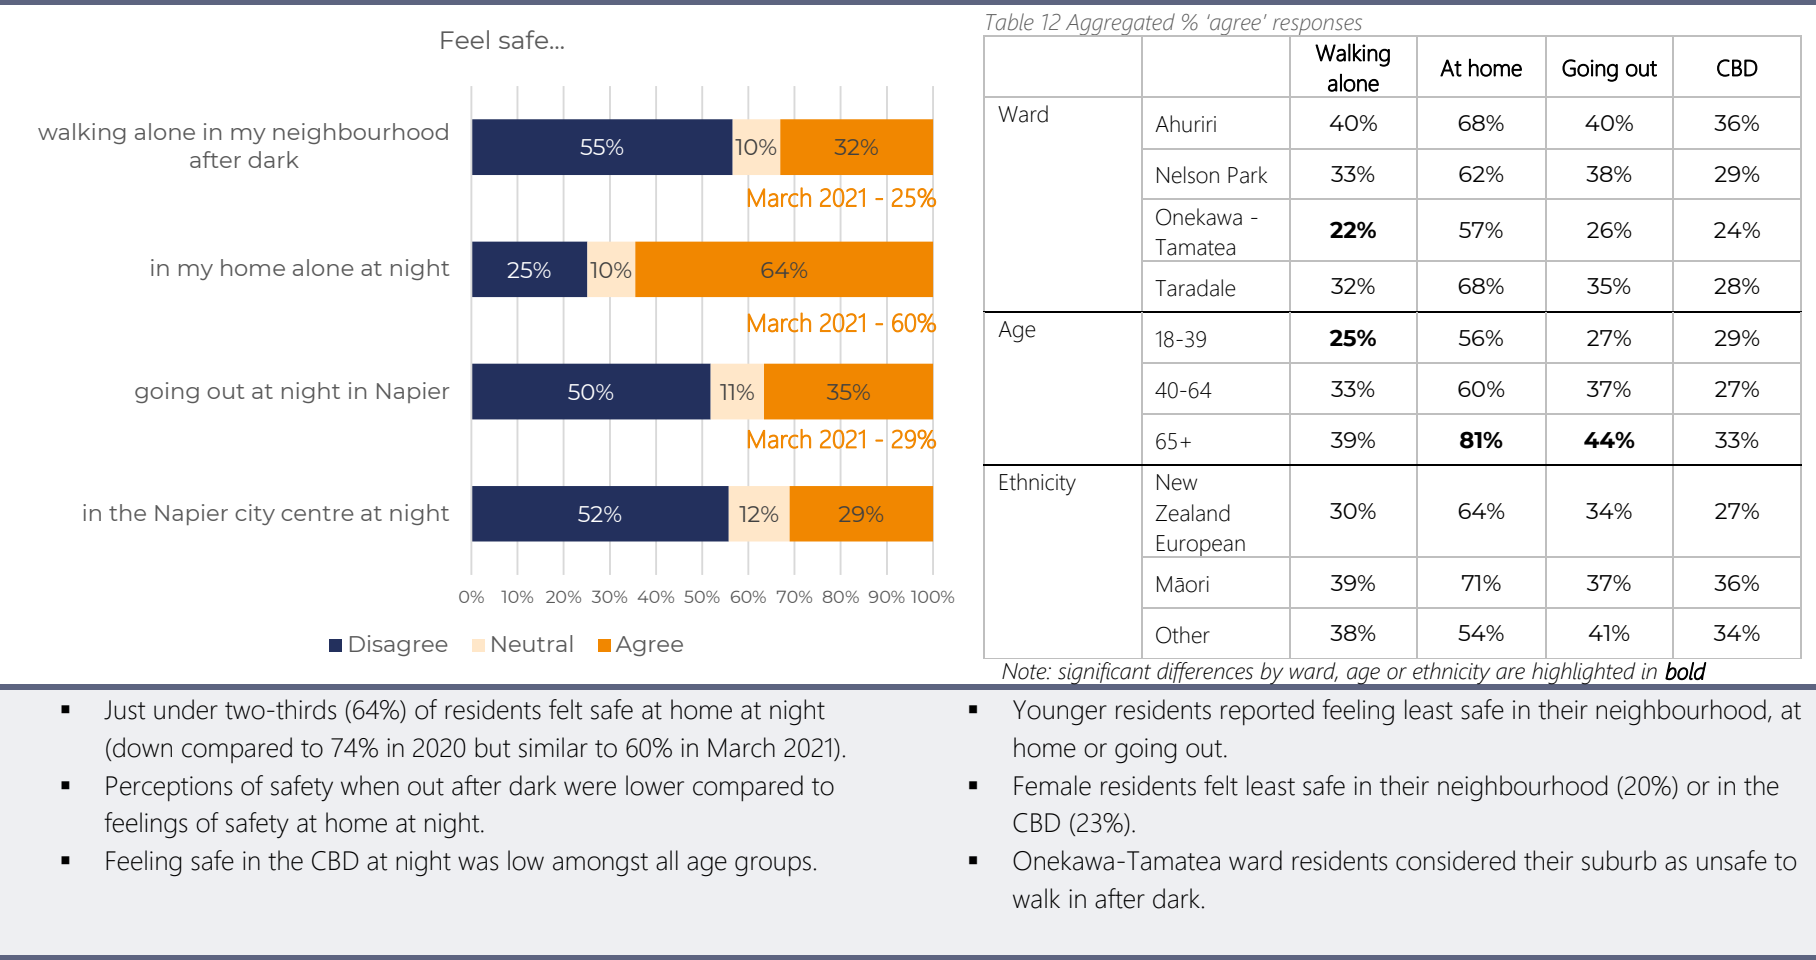 Feel safe...
walking alone in my neighbourhood
after dark
55% 10% 32%
March 2021 - 25%
in my home alone at night
25% 10% 64%
March 2021 - 60%
going out at night in Napier
50% 11% 35%
March 2021 - 29%
in the Napier city centre at night
52% 12% 29%
0% 10% 20% 30% 40% 50% 60% 70% 80% 90% 100%
Disagree Neutral Agree
Table 12 Aggregated % ‘agree’ responses
Walking
alone At home Going out CBD
Ward Ahuriri 40% 68% 40% 36%
Nelson Park 33% 62% 38% 29%
Onekawa -
Tamatea 22% 57% 26% 24%
Taradale 32% 68% 35% 28%
Age 18-39 25% 56% 27% 29%
40-64 33% 60% 37% 27%
65+ 39% 81% 44% 33%
Ethnicity New
Zealand 30% 64% 34% 27%
European
Māori 39% 71% 37% 36%
Other 38% 54% 41% 34%
Note: significant differences by ward, age or ethnicity are highlighted in bold
▪ Just under two-thirds (64%) of residents felt safe at home at night
(down compared to 74% in 2020 but similar to 60% in March 2021).
▪ Perceptions of safety when out after dark were lower compared to
feelings of safety at home at night.
▪ Feeling safe in the CBD at night was low amongst all age groups.
▪ Younger residents reported feeling least safe in their neighbourhood, at
home or going out.
▪ Female residents felt least safe in their neighbourhood (20%) or in the
CBD (23%).
▪ Onekawa-Tamatea ward residents considered their suburb as unsafe to
walk in after dark.